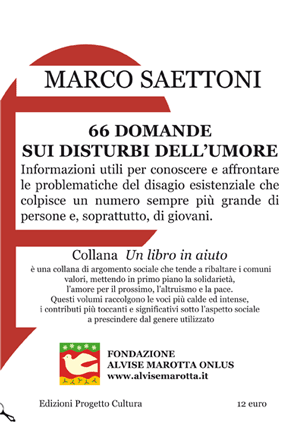 MARCO SAETTONI
66 DOMANDE
SUI DISTURBI DELL'UMORE
Informazioni utili per conoscere e affrontare
le problematiche del disagio esistenziale che
colpisce un numero sempre più grande di
persone e, soprattutto, di giovani.
Collana Un libro in aiuto
è una collana di argomento sociale che tende a ribaltare i comuni
valori, mettendo in primo piano la solidarietà,
l'amore per il prossimo, l'altruismo e la pace.
Questi volumi raccolgono le voci più calde ed intense,
i contributi più toccanti e significativi sotto l'aspetto sociale
a prescindere dal genere utilizzato
FONDAZIONE
ALVISE MAROTTA ONLUS
www.alvisemarotta.it
Edizioni Progetto Cultura 12 euro